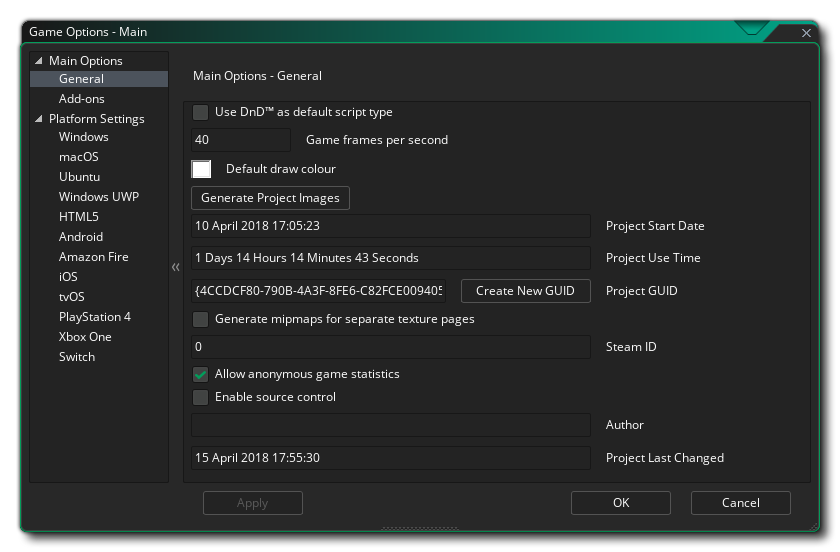 Game Options - Main
Main Options
General
Add-ons
Platform Settings
Windows
macOS
Ubuntu
Windows UWP
HTML5
Android
Amazon Fire
iOS
tvOS
PlayStation 4
Xbox One
Switch
Main Options - General
Use DnD™ as default script type
40 Game frames per second
Default draw colour
Generate Project Images
10 April 2018 17:05:23 Project Start Date
1 Days 14 Hours 14 Minutes 43 Seconds Project Use Time
{4CCDCF80-790B-4A3F-8FE6-C82FCE009405 Create New GUID Project GUID
Generate mipmaps for separate texture pages
0 Steam ID
Allow anonymous game statistics
Enable source control
Author
15 April 2018 17:55:30 Project Last Changed
Apply OK Cancel